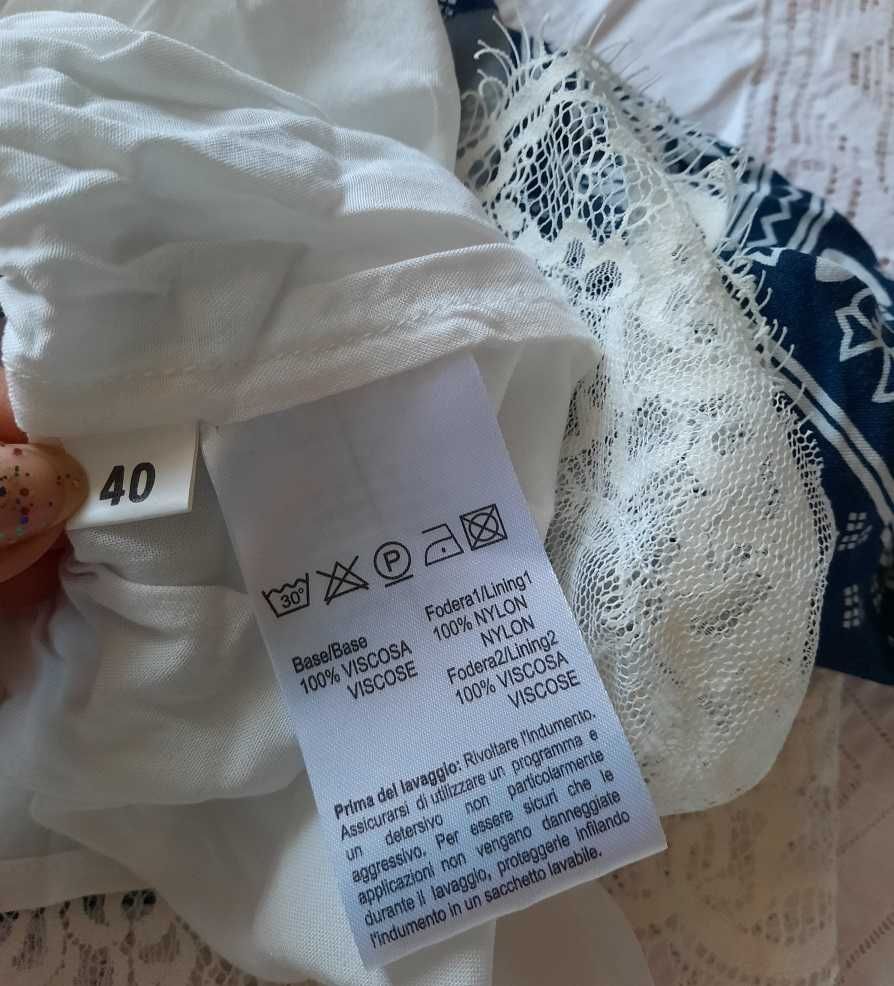 40
30°
P
Base/Base
100% VISCOSA
VISCOSE
Fodera1/Lining1
100% NYLON
NYLON
Fodera2/Lining2
100% VISCOSA
VISCOSE
Prima del lavaggio: Rivoltare l'indumento.
Assicurarsi di utilizzare un programma e
un detersivo non particolarmente
aggressivo. Per essere sicuri che le
applicazioni non vengano danneggiate
durante il lavaggio, proteggerle infilando
l'indumento in un sacchetto lavabile.